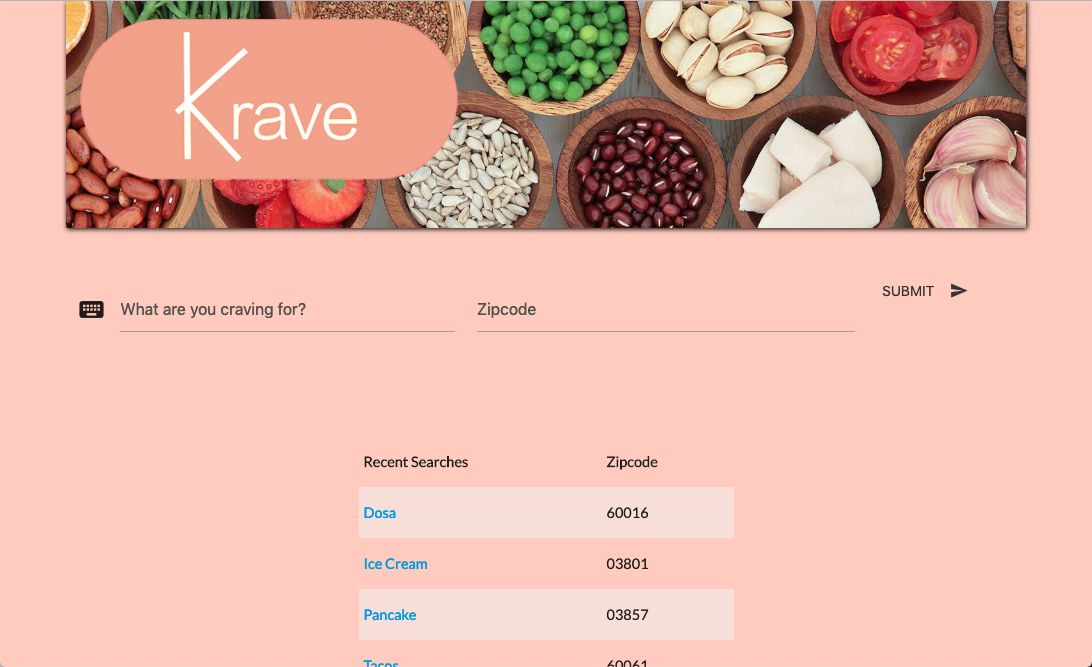 Krave
What are you craving for? Zipcode SUBMIT
Recent Searches Zipcode
Dosa 60016
Ice Cream 03801
Pancake 03857
Tacos 60061